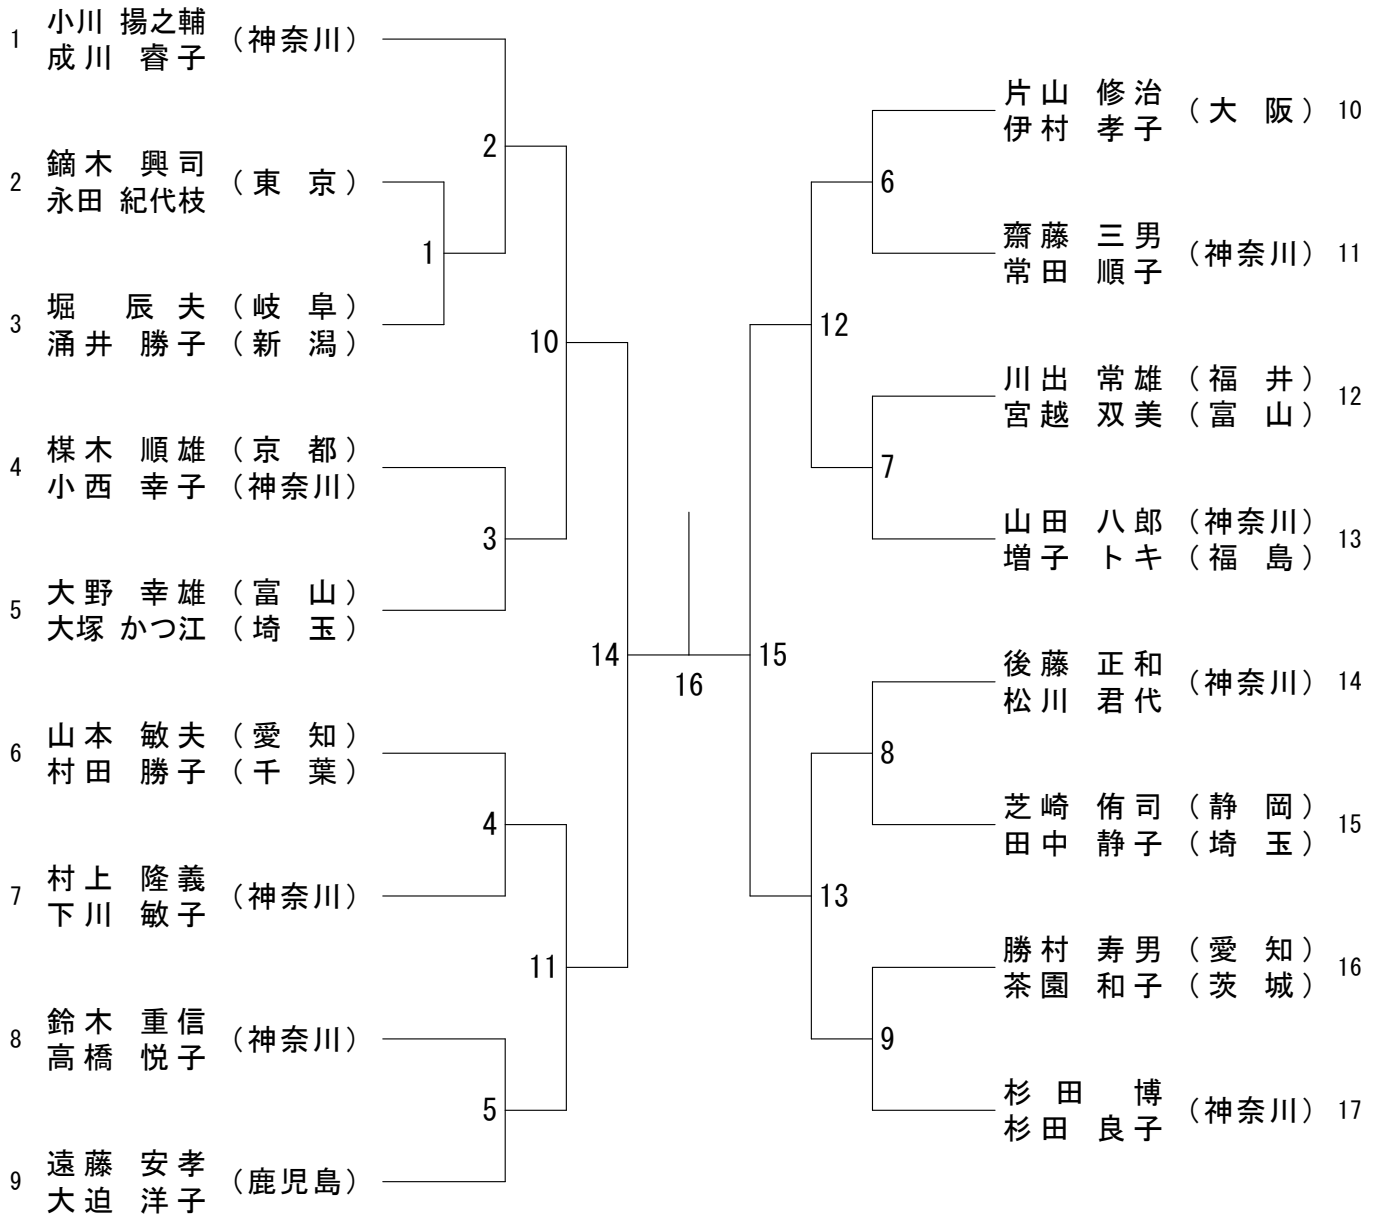 1 小川 揚之輔 (神奈川)
成川 睿子
2 鏑木 興司 (東 京)
永田 紀代枝
3 堀 辰夫 (岐 阜)
涌井 勝子 (新 潟)
4 楳木 順雄 (京 都)
小西 幸子 (神奈川)
5 大野 幸雄 (富 山)
大塚 かつ江 (埼 玉)
6 山本 敏夫 (愛 知)
村田 勝子 (千 葉)
7 村上 隆義 (神奈川)
下川 敏子
8 鈴木 重信 (神奈川)
高橋 悦子
9 遠藤 安孝 (鹿児島)
大迫 洋子
2
1
10
3
14
4
11
5
16
15
6
12
7
8
13
9
片山 修治 (大 阪) 10
伊村 孝子
齋藤 三男 (神奈川) 11
常田 順子
川出 常雄 (福 井) 12
宮越 双美 (富 山)
山田 八郎 (神奈川) 13
増子 トキ (福 島)
後藤 正和 (神奈川) 14
松川 君代
芝崎 侑司 (静 岡) 15
田中 静子 (埼 玉)
勝村 寿男 (愛 知) 16
茶園 和子 (茨 城)
杉田 博 (神奈川) 17
杉田 良子